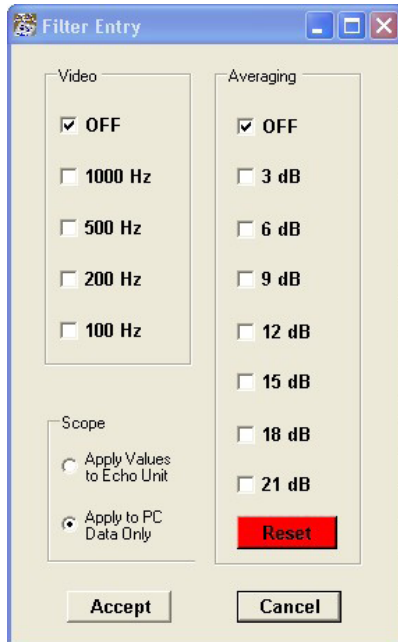 Filter Entry
Video
OFF
1000 Hz
500 Hz
200 Hz
100 Hz
Averaging
OFF
3 dB
6 dB
9 dB
12 dB
15 dB
18 dB
21 dB
Reset
Scope
Apply Values
to Echo Unit
Apply to PC
Data Only
Accept
Cancel